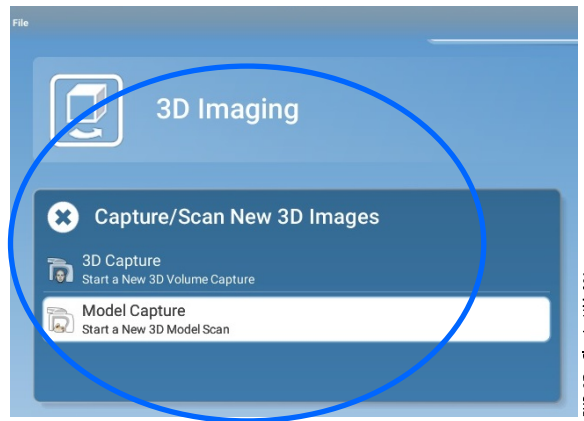 File
3D Imaging
Capture/Scan New 3D Images
3D Capture
Start a New 3D Volume Capture
Model Capture
Start a New 3D Model Scan